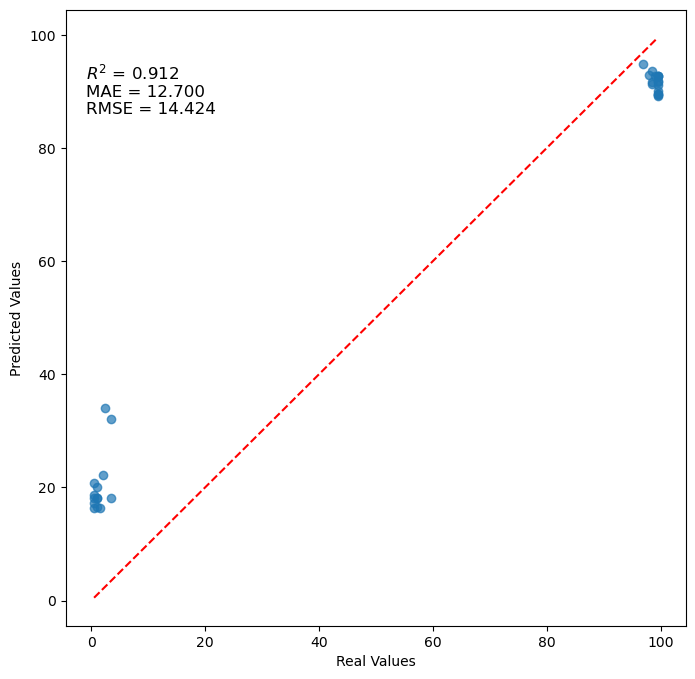 100
80
60
40
20
0
R² = 0.912
MAE = 12.700
RMSE = 14.424
Predicted Values
0 20 40 60 80 100
Real Values